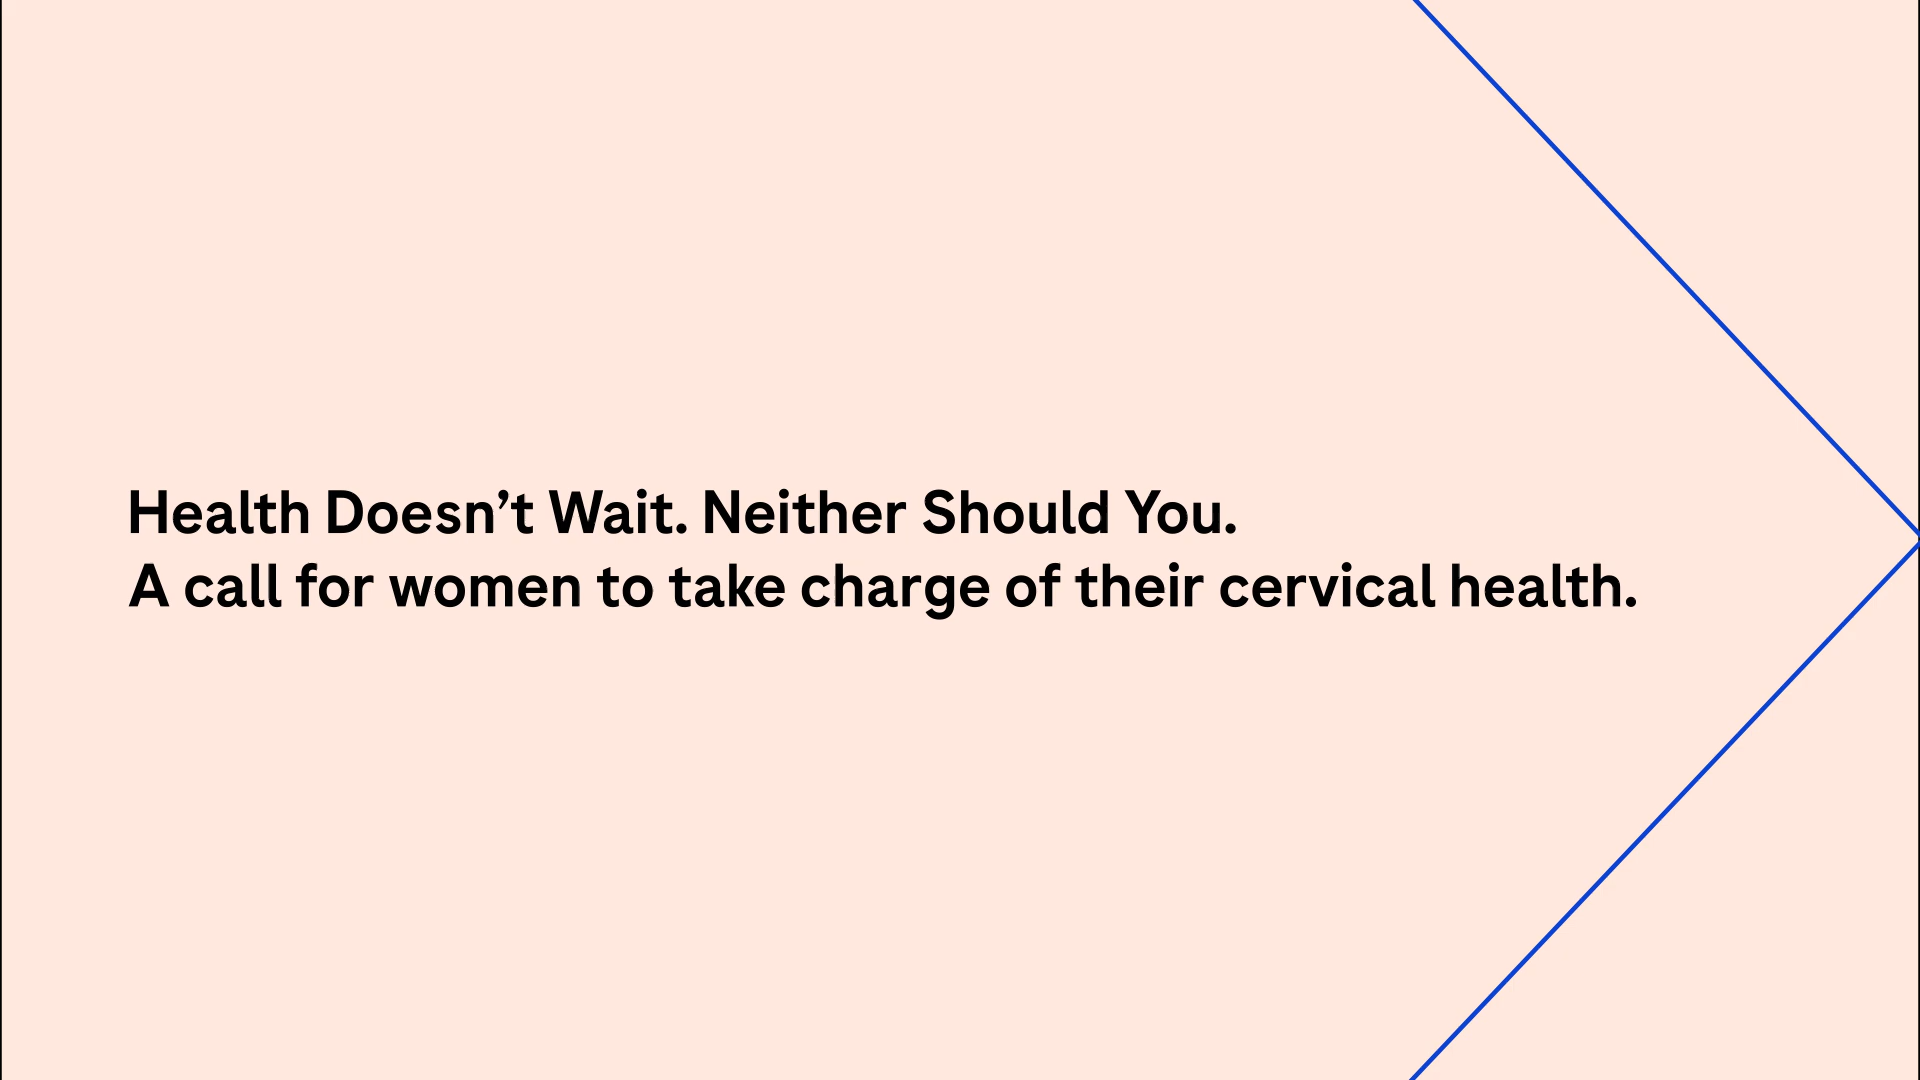 Health Doesn’t Wait. Neither Should You.
A call for women to take charge of their cervical health.